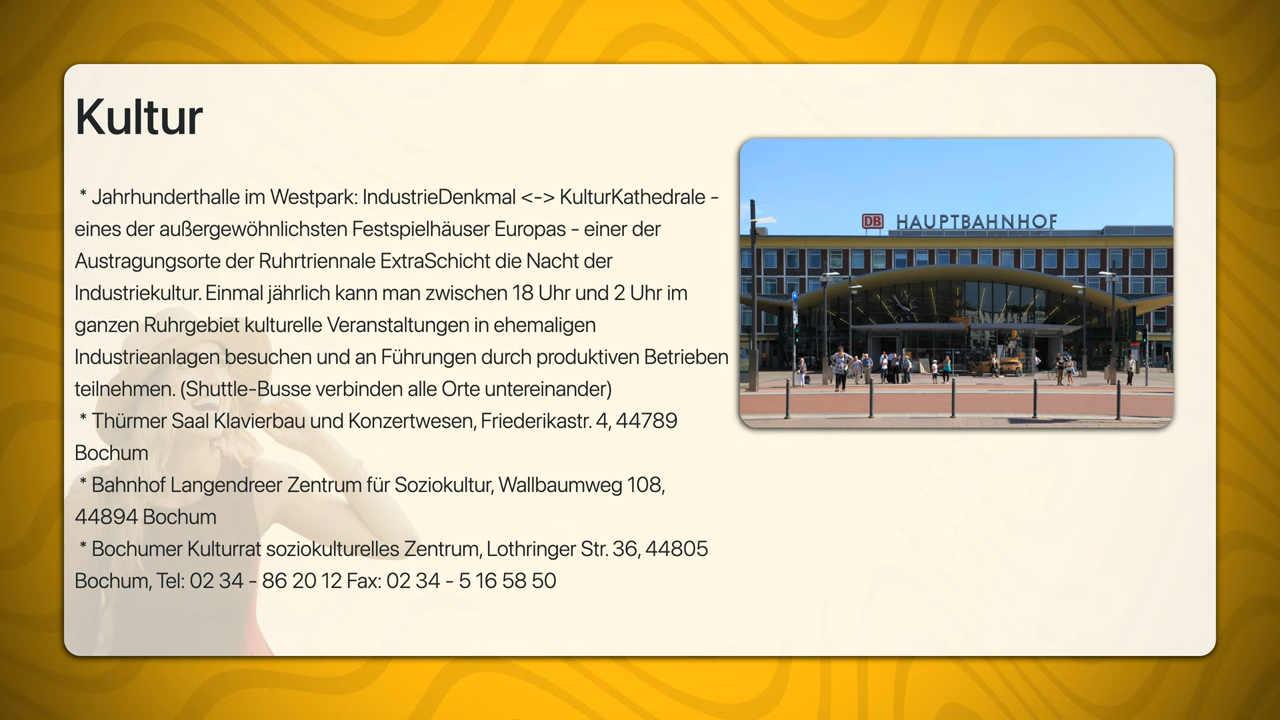 Kultur
* Jahrhunderthalle im Westpark: IndustrieDenkmal <-> KulturKathedrale -
eines der außergewöhnlichsten Festspielhäuser Europas - einer der
Austragungsorte der Ruhrtriennale ExtraSchicht die Nacht der
Industriekultur. Einmal jährlich kann man zwischen 18 Uhr und 2 Uhr im
ganzen Ruhrgebiet kulturelle Veranstaltungen in ehemaligen
Industrieanlagen besuchen und an Führungen durch produktiven Betrieben
teilnehmen. (Shuttle-Busse verbinden alle Orte untereinander)
* Thürmer Saal Klavierbau und Konzertwesen, Friederikastr. 4, 44789
Bochum
* Bahnhof Langendreer Zentrum für Soziokultur, Wallbaumweg 108,
44894 Bochum
* Bochumer Kulturrat soziokulturelles Zentrum, Lothringer Str. 36, 44805
Bochum, Tel: 02 34 - 86 20 12 Fax: 02 34 - 5 16 58 50
DB HAUPTBAHNHOF